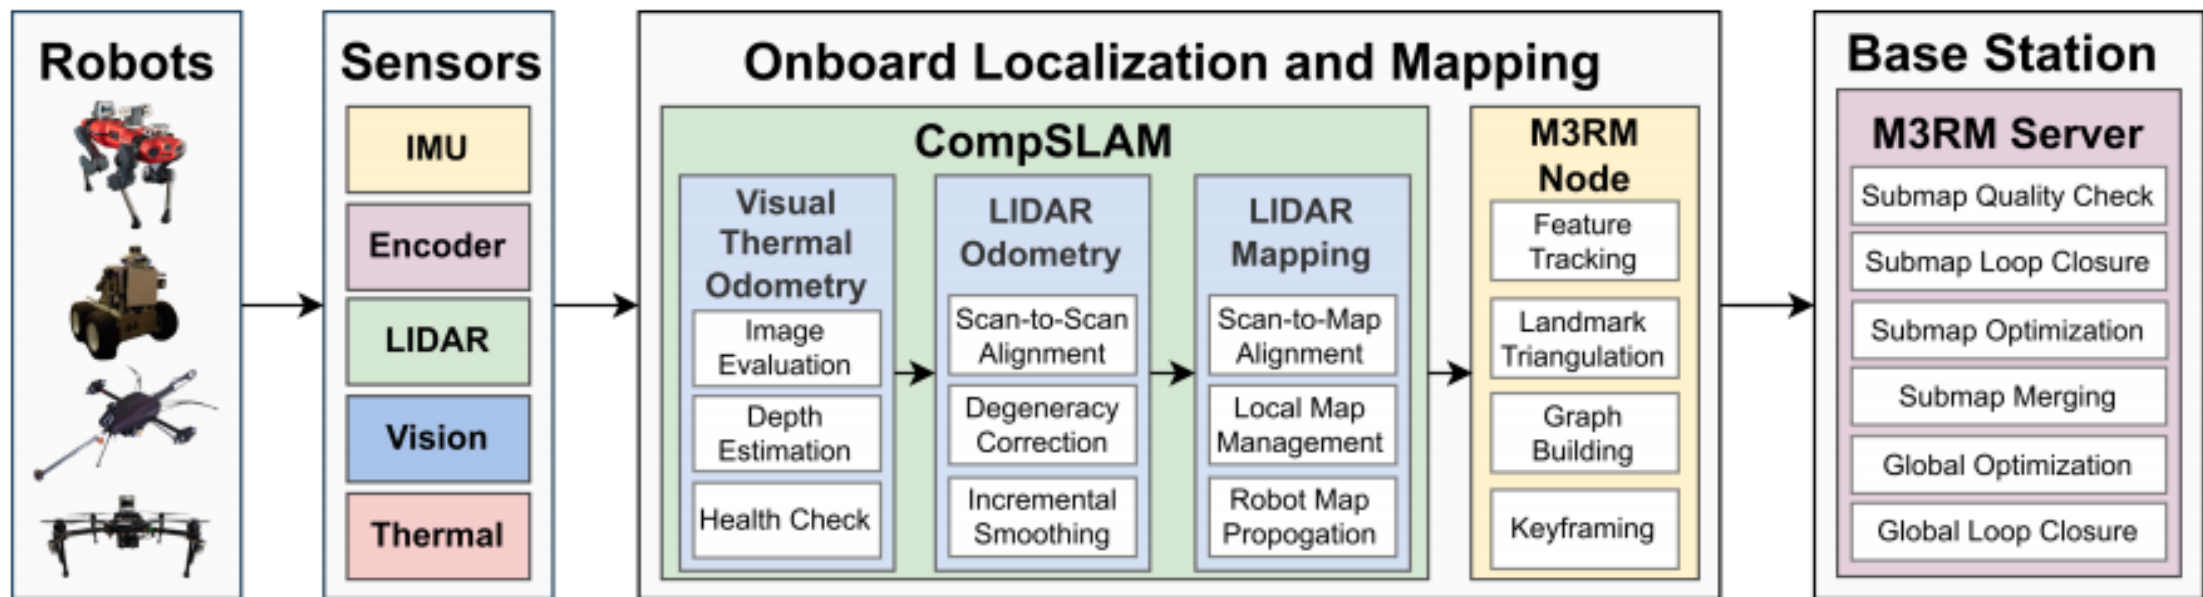 Robots
Sensors
IMU
Encoder
LIDAR
Vision
Thermal
Onboard Localization and Mapping
CompSLAM
Visual
Thermal
Odometry
Image
Evaluation
Depth
Estimation
Health Check
LIDAR
Odometry
Scan-to-Scan
Alignment
Degeneracy
Correction
Incremental
Smoothing
LIDAR
Mapping
Scan-to-Map
Alignment
Local Map
Management
Robot Map
Propogation
M3RM
Node
Feature
Tracking
Landmark
Triangulation
Graph
Building
Keyframing
Base Station
M3RM Server
Submap Quality Check
Submap Loop Closure
Submap Optimization
Submap Merging
Global Optimization
Global Loop Closure